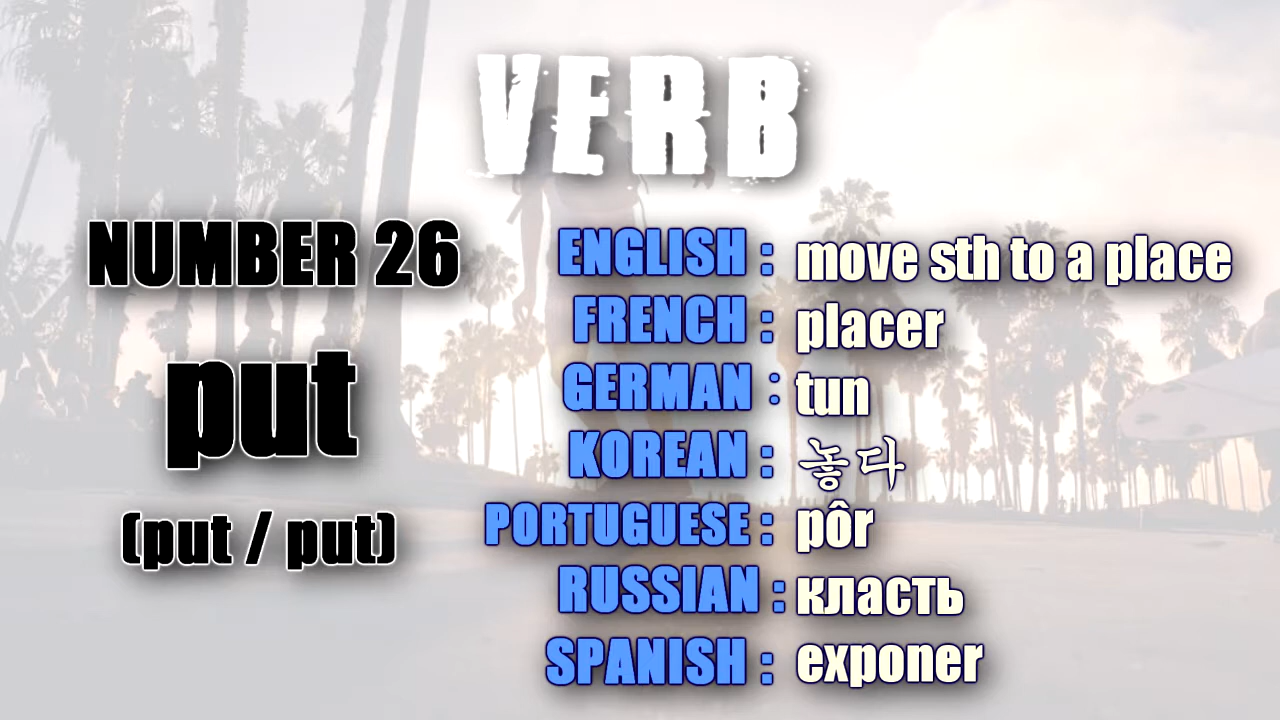 VERB
NUMBER 26
put
(put / put)
ENGLISH : move sth to a place
FRENCH : placer
GERMAN : tun
KOREAN : 놓다
PORTUGUESE : pôr
RUSSIAN : класть
SPANISH : exponer